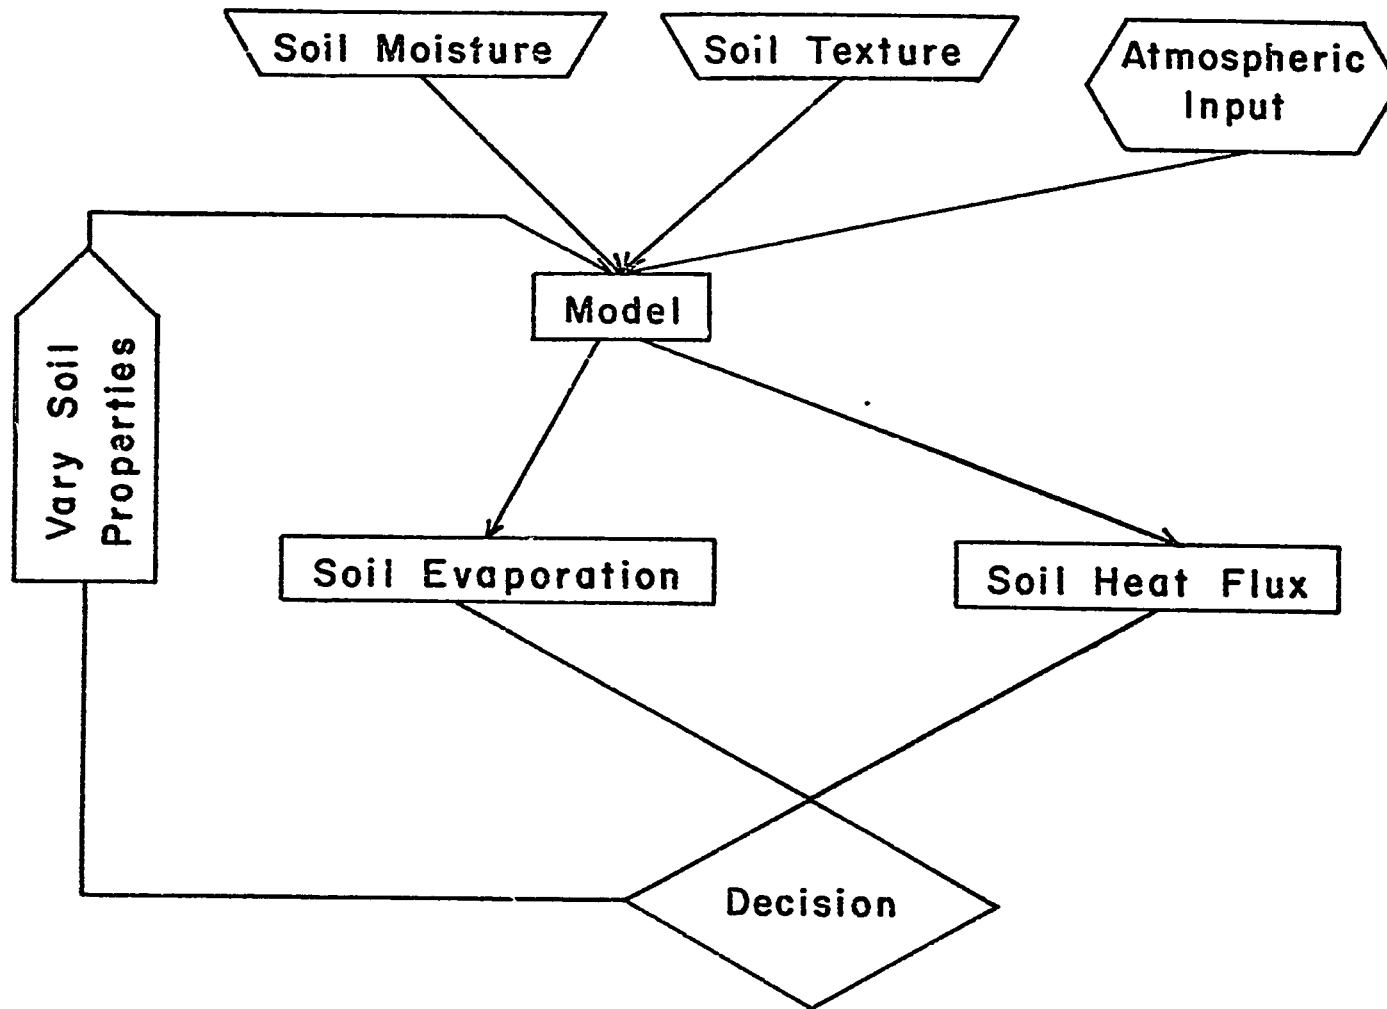 Soil Moisture
Soil Texture
Atmospheric
Input
Model
Vary Soil
Properties
Soil Evaporation
Soil Heat Flux
Decision